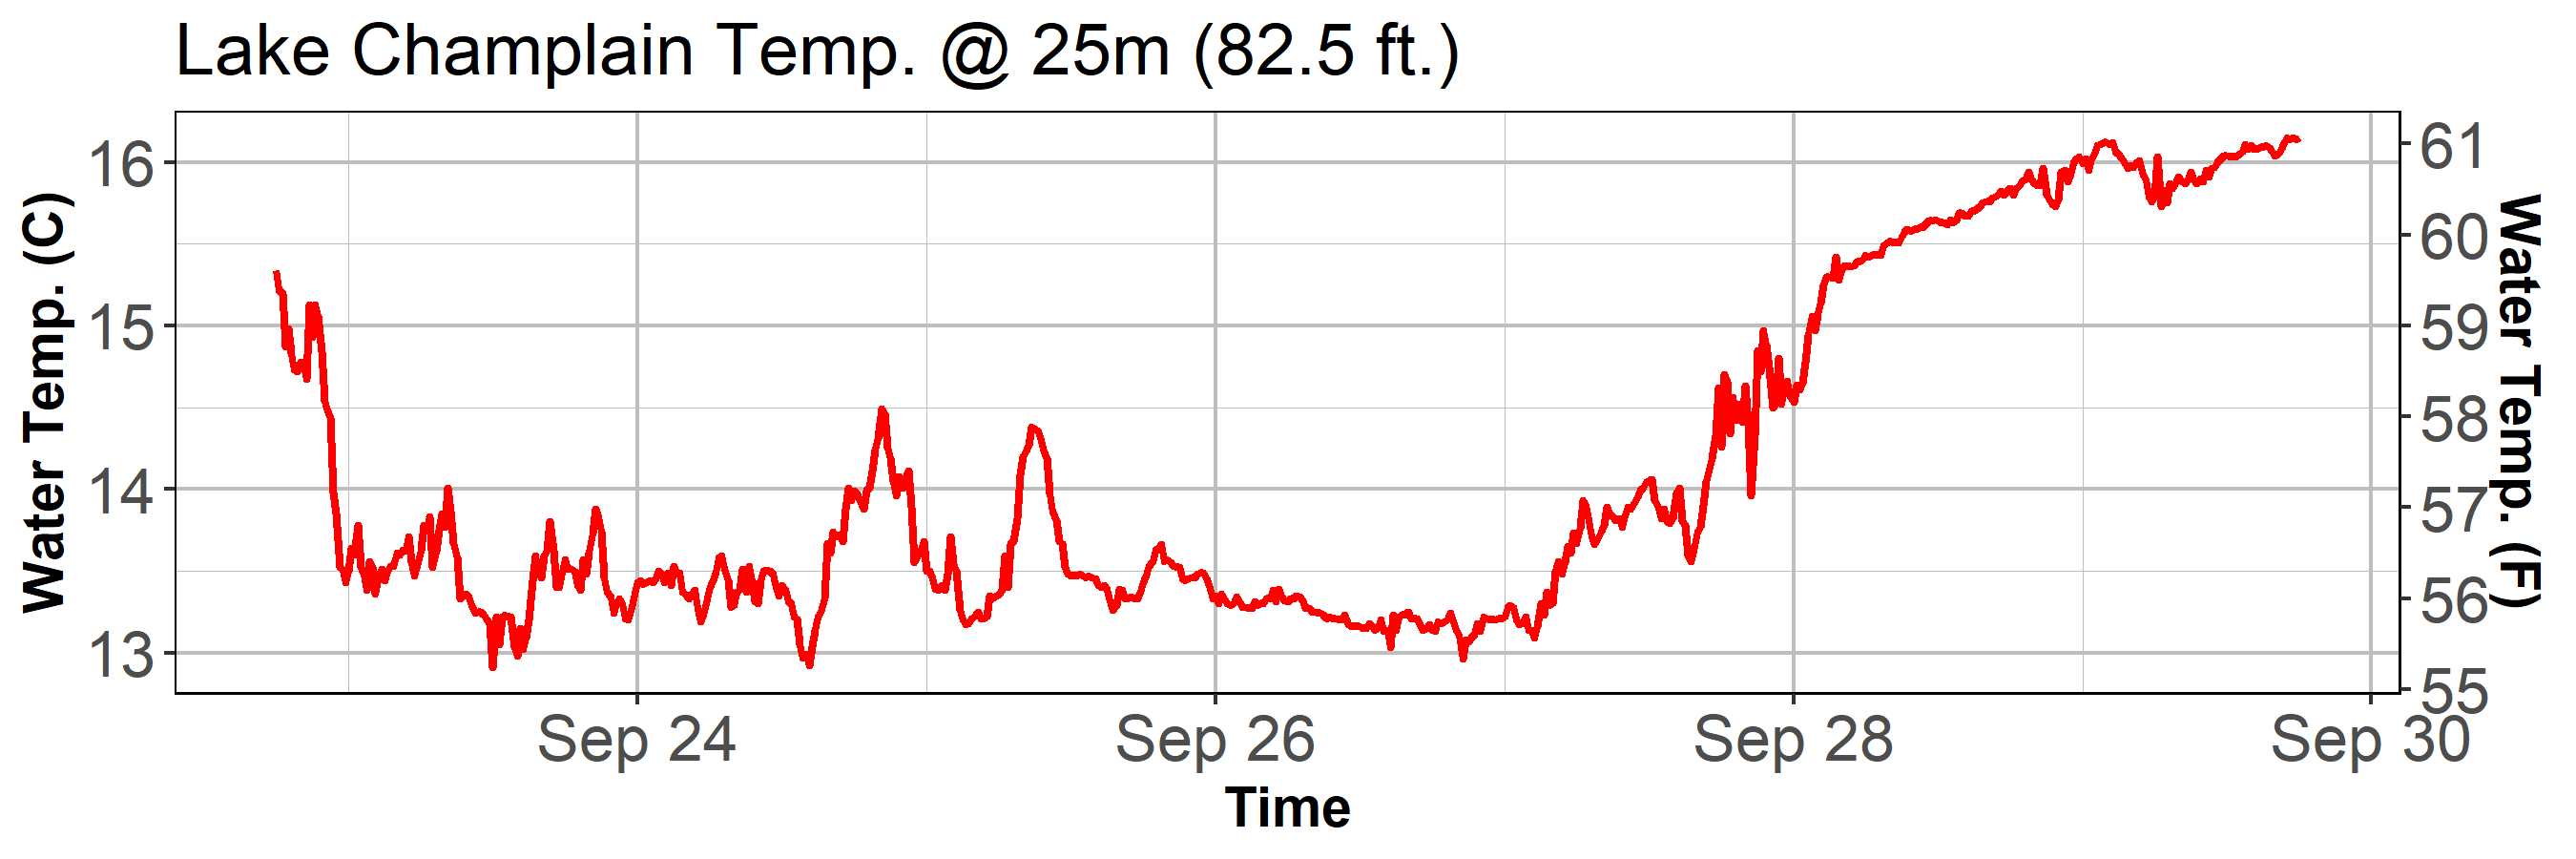 Lake Champlain Temp. @ 25m (82.5 ft.)
Water Temp. (C)
16
15
14
13
61
60
59
58
57
56
55
Water Temp. (F)
Sep 24 Sep 26 Sep 28 Sep 30
Time